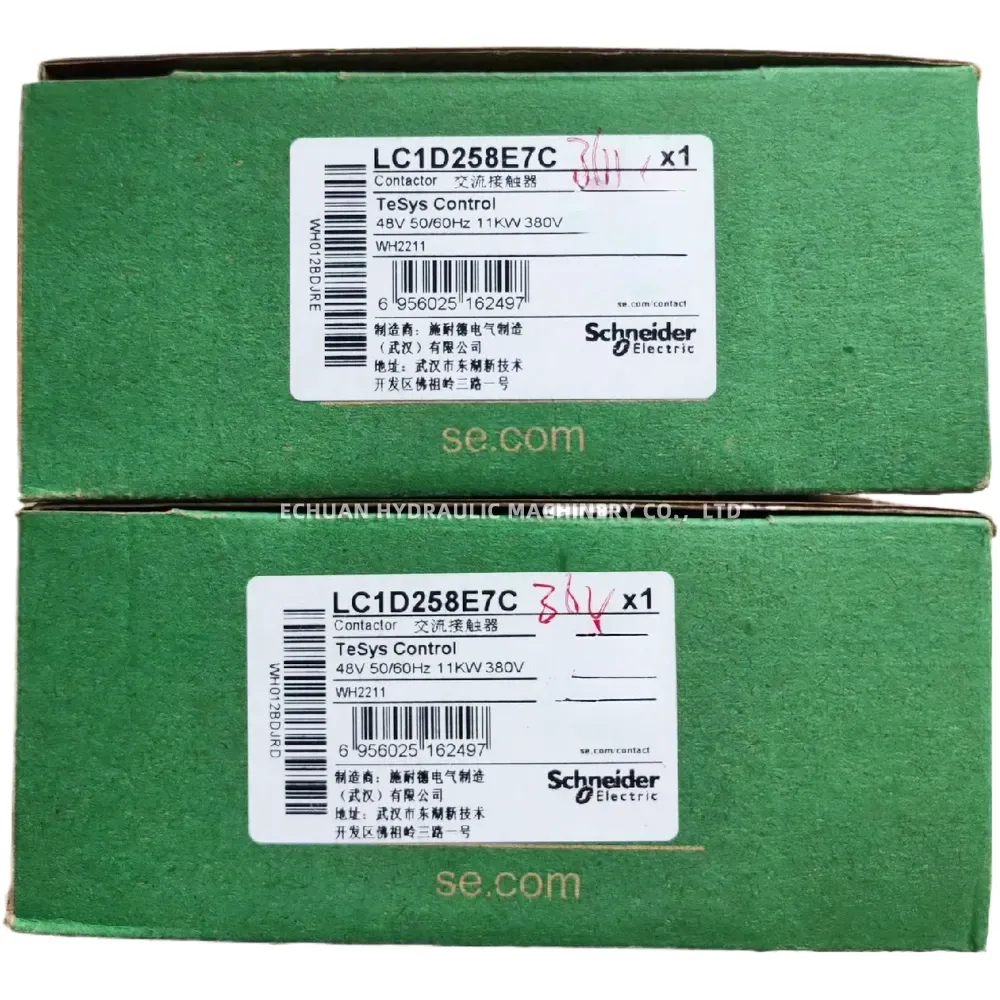 LC1D258E7C x1
Contactor 交流接触器
TeSys Control
48V 50/60Hz 11KW 380V
WH2211
WH012BDJRE
6 956025 162497
se.com/contact
制造商：施耐德电气制造
（武汉）有限公司
地址：武汉市东湖新技术
开发区佛祖岭三路一号
Schneider
Electric
se.com
ECHUAN HYDRAULIC MACHINERY CO., LTD
LC1D258E7C 36V x1
Contactor 交流接触器
TeSys Control
48V 50/60Hz 11KW 380V
WH2211
WH012BDJRD
6 956025 162497
se.com/contact
制造商：施耐德电气制造
（武汉）有限公司
地址：武汉市东湖新技术
开发区佛祖岭三路一号
Schneider
Electric
se.com